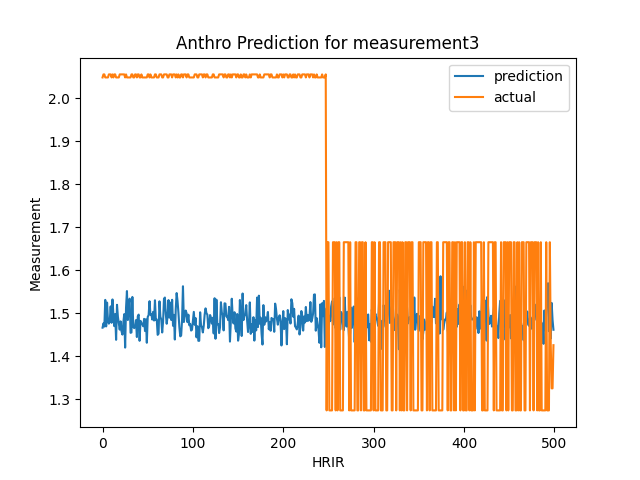 Anthro Prediction for measurement3
prediction
actual
2.0
1.9
1.8
1.7
1.6
1.5
1.4
1.3
Measurement
0 100 200 300 400 500
HRIR